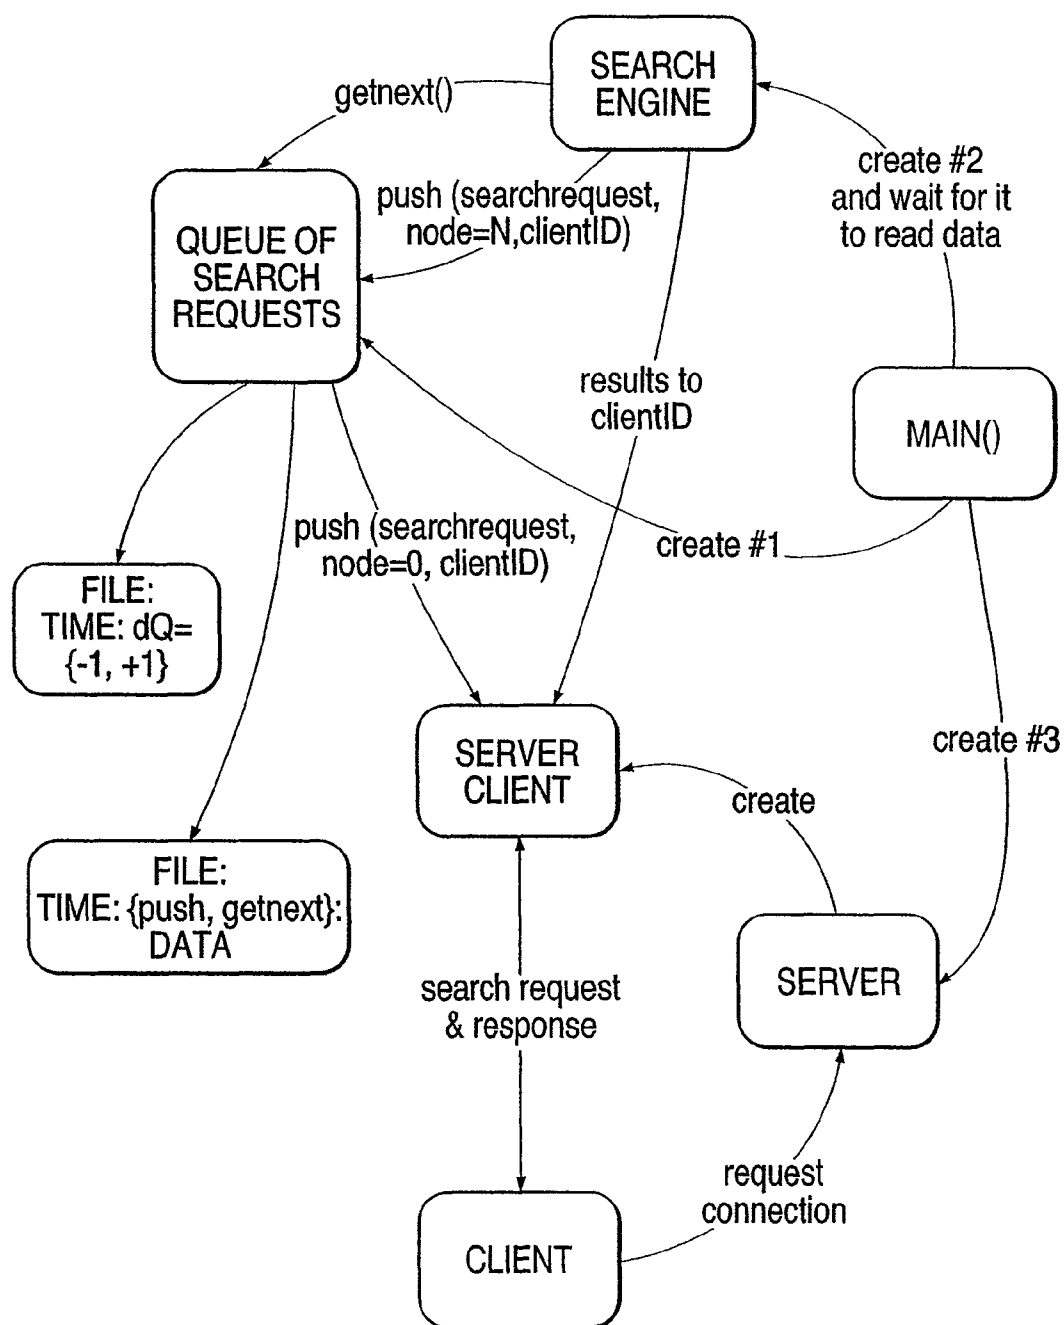 SEARCH
ENGINE
getnext()
create #2
and wait for it
to read data
push (searchrequest,
node=N,clientID)
QUEUE OF
SEARCH
REQUESTS
results to
clientID
MAIN()
push (searchrequest,
node=0, clientID)
create #1
FILE:
TIME: dQ=
{-1, +1}
create #3
SERVER
CLIENT
create
FILE:
TIME: {push, getnext}:
DATA
SERVER
search request
& response
request
connection
CLIENT